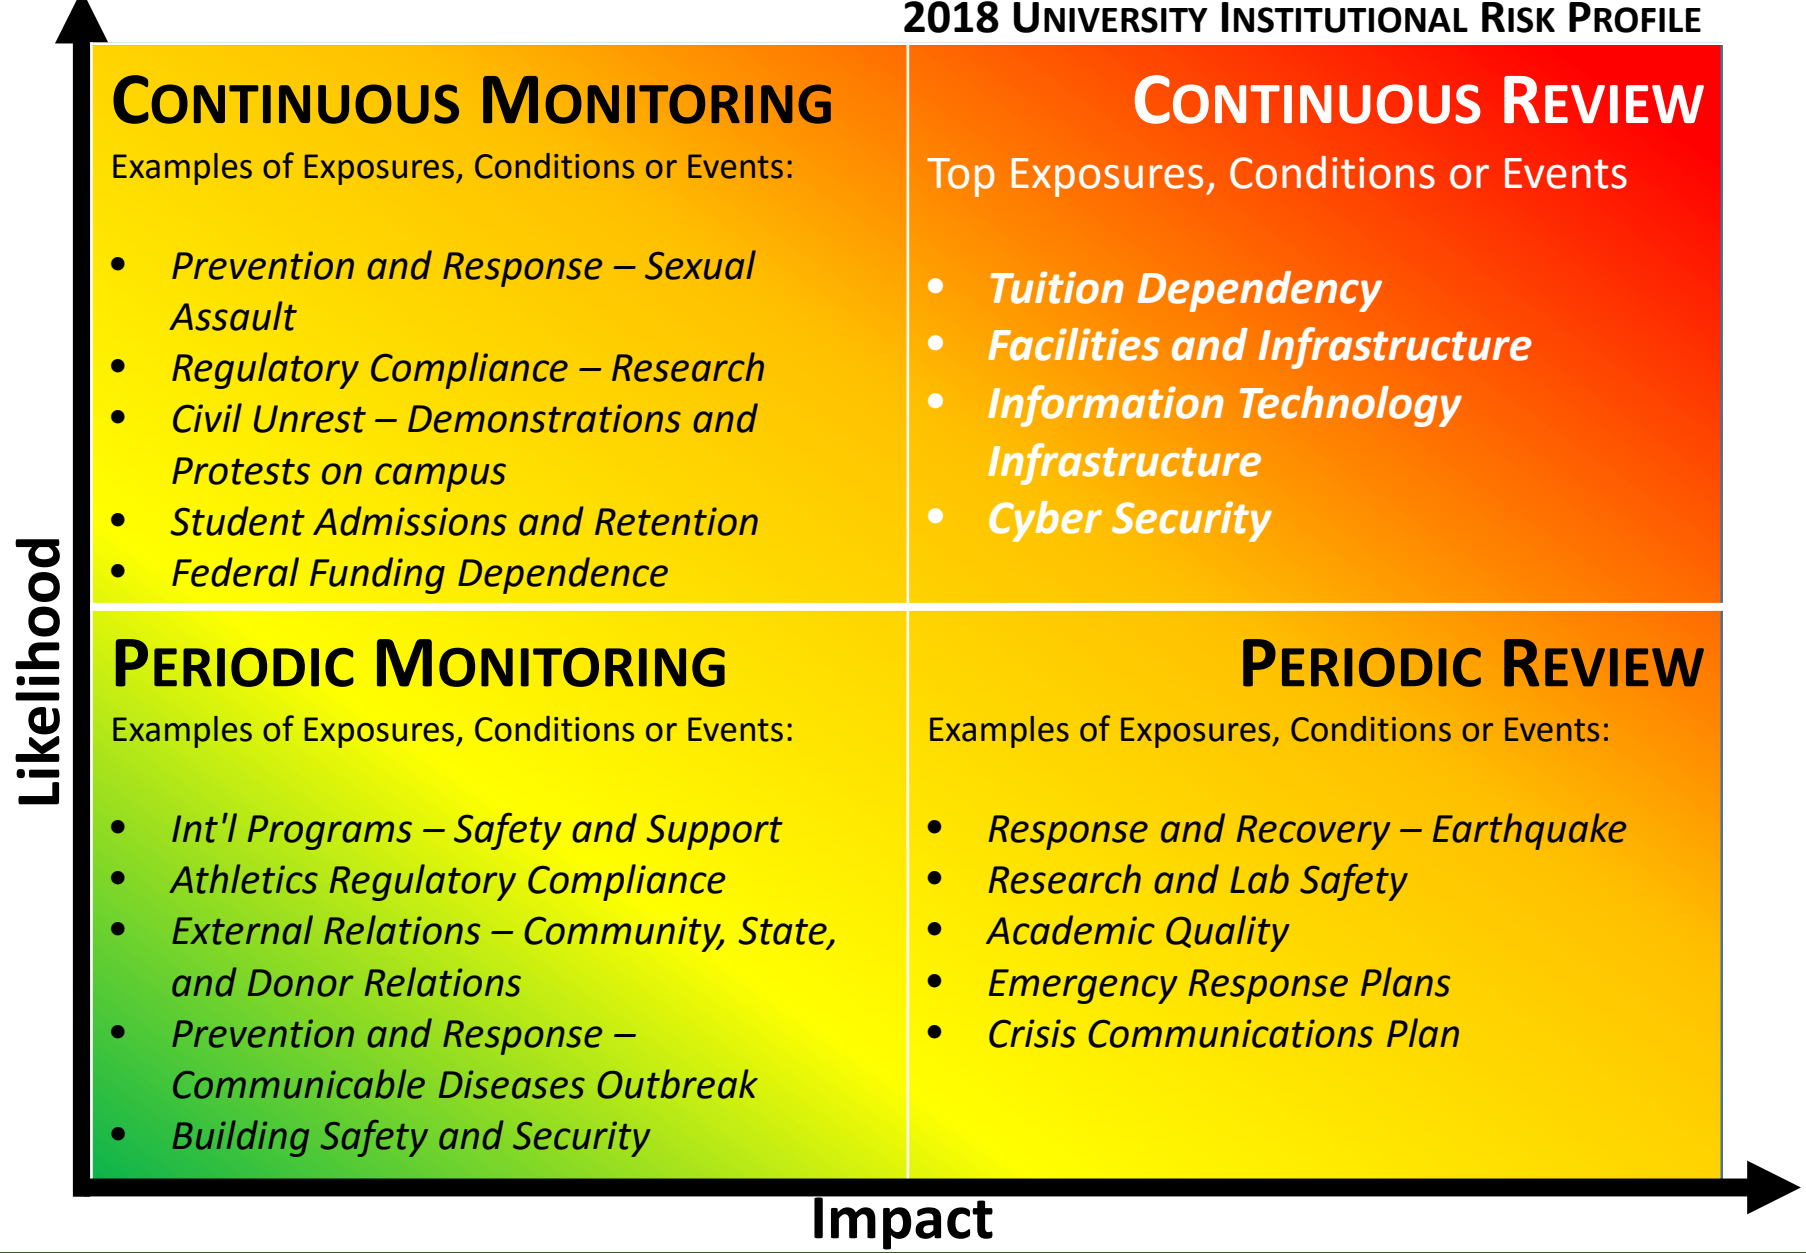 2018 University Institutional Risk Profile
Continuous Monitoring
Examples of Exposures, Conditions or Events:
• Prevention and Response – Sexual
Assault
• Regulatory Compliance – Research
• Civil Unrest – Demonstrations and
Protests on campus
• Student Admissions and Retention
• Federal Funding Dependence
Continuous Review
Top Exposures, Conditions or Events
• Tuition Dependency
• Facilities and Infrastructure
• Information Technology
Infrastructure
• Cyber Security
Periodic Monitoring
Examples of Exposures, Conditions or Events:
• Int'l Programs – Safety and Support
• Athletics Regulatory Compliance
• External Relations – Community, State,
and Donor Relations
• Prevention and Response –
Communicable Diseases Outbreak
• Building Safety and Security
Periodic Review
Examples of Exposures, Conditions or Events:
• Response and Recovery – Earthquake
• Research and Lab Safety
• Academic Quality
• Emergency Response Plans
• Crisis Communications Plan
Likelihood
Impact